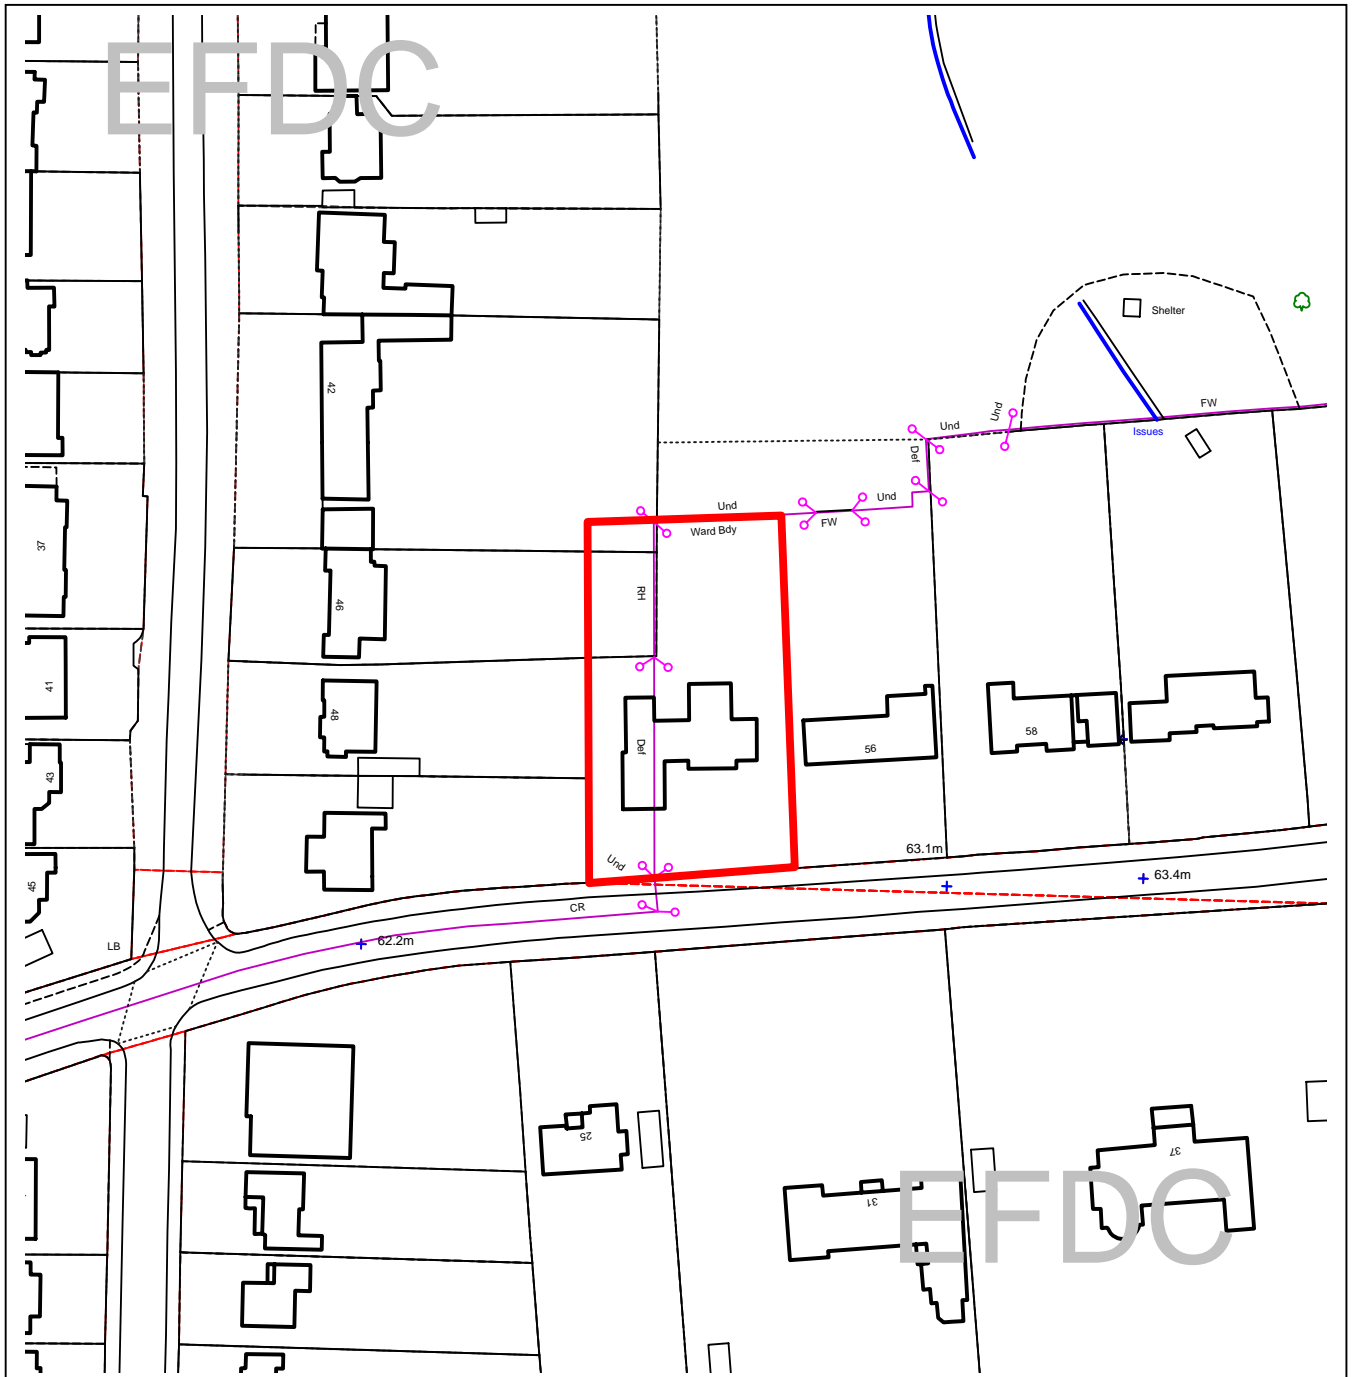 EFDC
Shelter
42
FW
Und
Und
Issues
Def
Und
Und
FW
Ward Bdy
37
RH
46
41
48
Def
58
56
43
63.1m
Und
63.4m
45
CR
LB
62.2m
25
37
31
EFDC